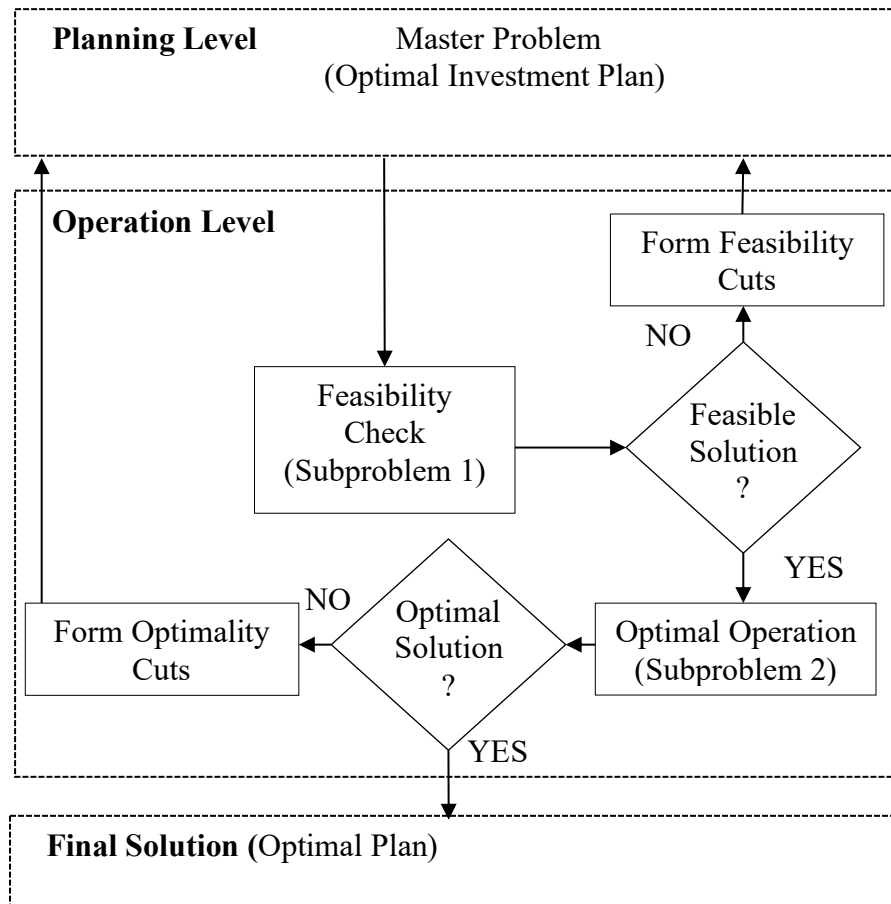 Planning Level Master Problem
(Optimal Investment Plan)
Operation Level
Form Feasibility
Cuts
NO
Feasibility
Check
(Subproblem 1)
Feasible
Solution
?
YES
Optimal Operation
(Subproblem 2)
Optimal
Solution
?
NO
Form Optimality
Cuts
YES
Final Solution (Optimal Plan)